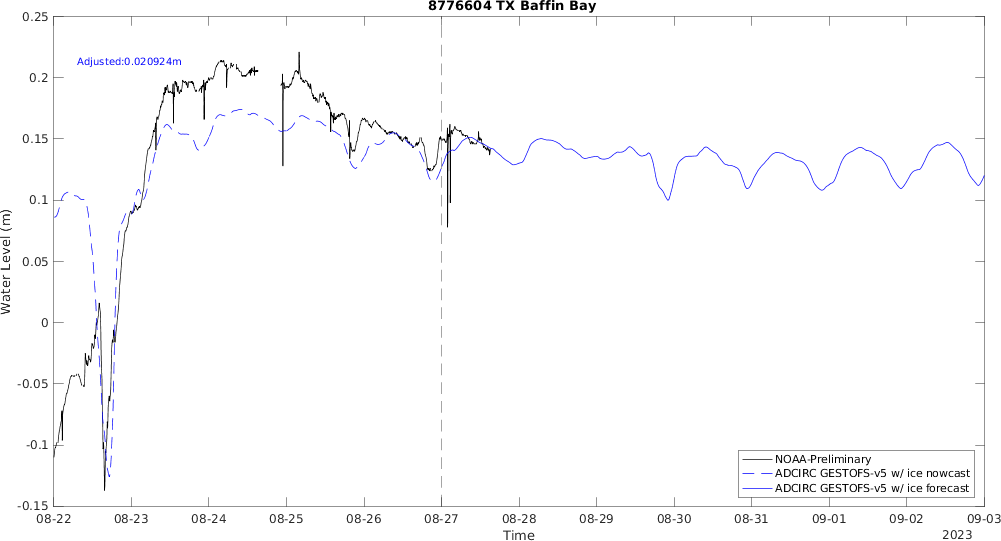 8776604 TX Baffin Bay
Adjusted:0.020924m
Water Level (m)
0.25
0.2
0.15
0.1
0.05
0
-0.05
-0.1
-0.15
NOAA-Preliminary
ADCIRC GESTOFS-v5 w/ ice nowcast
ADCIRC GESTOFS-v5 w/ ice forecast
08-22 08-23 08-24 08-25 08-26 08-27 08-28 08-29 08-30 08-31 09-01 09-02 09-03
Time
2023